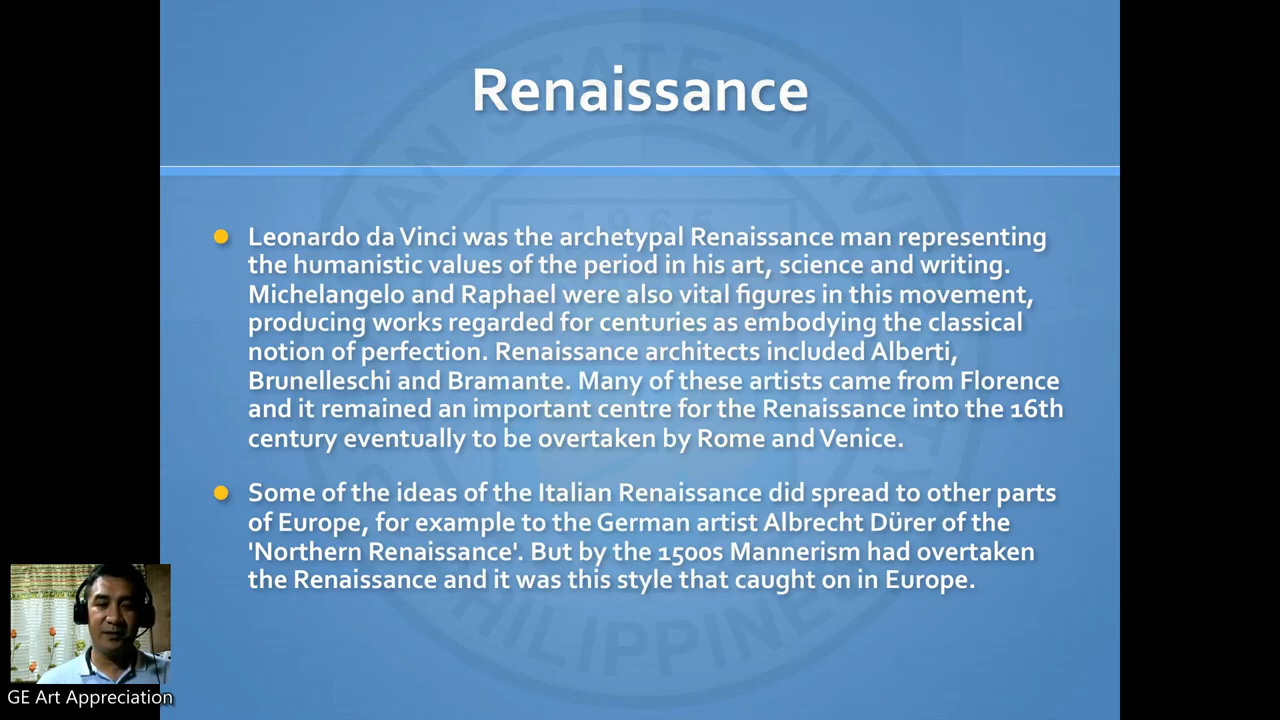 Renaissance
Leonardo da Vinci was the archetypal Renaissance man representing
the humanistic values of the period in his art, science and writing.
Michelangelo and Raphael were also vital figures in this movement,
producing works regarded for centuries as embodying the classical
notion of perfection. Renaissance architects included Alberti,
Brunelleschi and Bramante. Many of these artists came from Florence
and it remained an important centre for the Renaissance into the 16th
century eventually to be overtaken by Rome and Venice.
Some of the ideas of the Italian Renaissance did spread to other parts
of Europe, for example to the German artist Albrecht Dürer of the
'Northern Renaissance'. But by the 1500s Mannerism had overtaken
the Renaissance and it was this style that caught on in Europe.
GE Art Appreciation
1965
PHILIPPINES